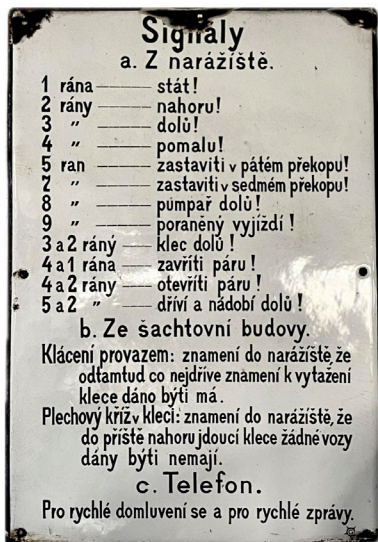 Signály
a. Z narážiště.
1 rána —— stát!
2 rány —— nahoru!
3 〃 —— dolů!
4 〃 —— pomalu!
5 ran —— zastaviti v pátém překopu!
7 〃 —— zastaviti v sedmém překopu!
8 〃 —— pumpař dolů!
9 〃 —— poraněný vyjíždí!
3 a 2 rány — klec dolů!
4 a 1 rána — zavříti páru!
4 a 2 rány — otevříti páru!
5 a 2 〃 — dříví a nádobí dolů!
b. Ze šachtovní budovy.
Klácení provazem: znamení do narážiště, že
odtamtud co nejdříve znamení k vytažení
klece dáno býti má.
Plechový kříž v kleci: znamení do narážiště, že
do příště nahoru jdoucí klece žádné vozy
dány býti nemají.
c. Telefon.
Pro rychlé domluvení se a pro rychlé zprávy.